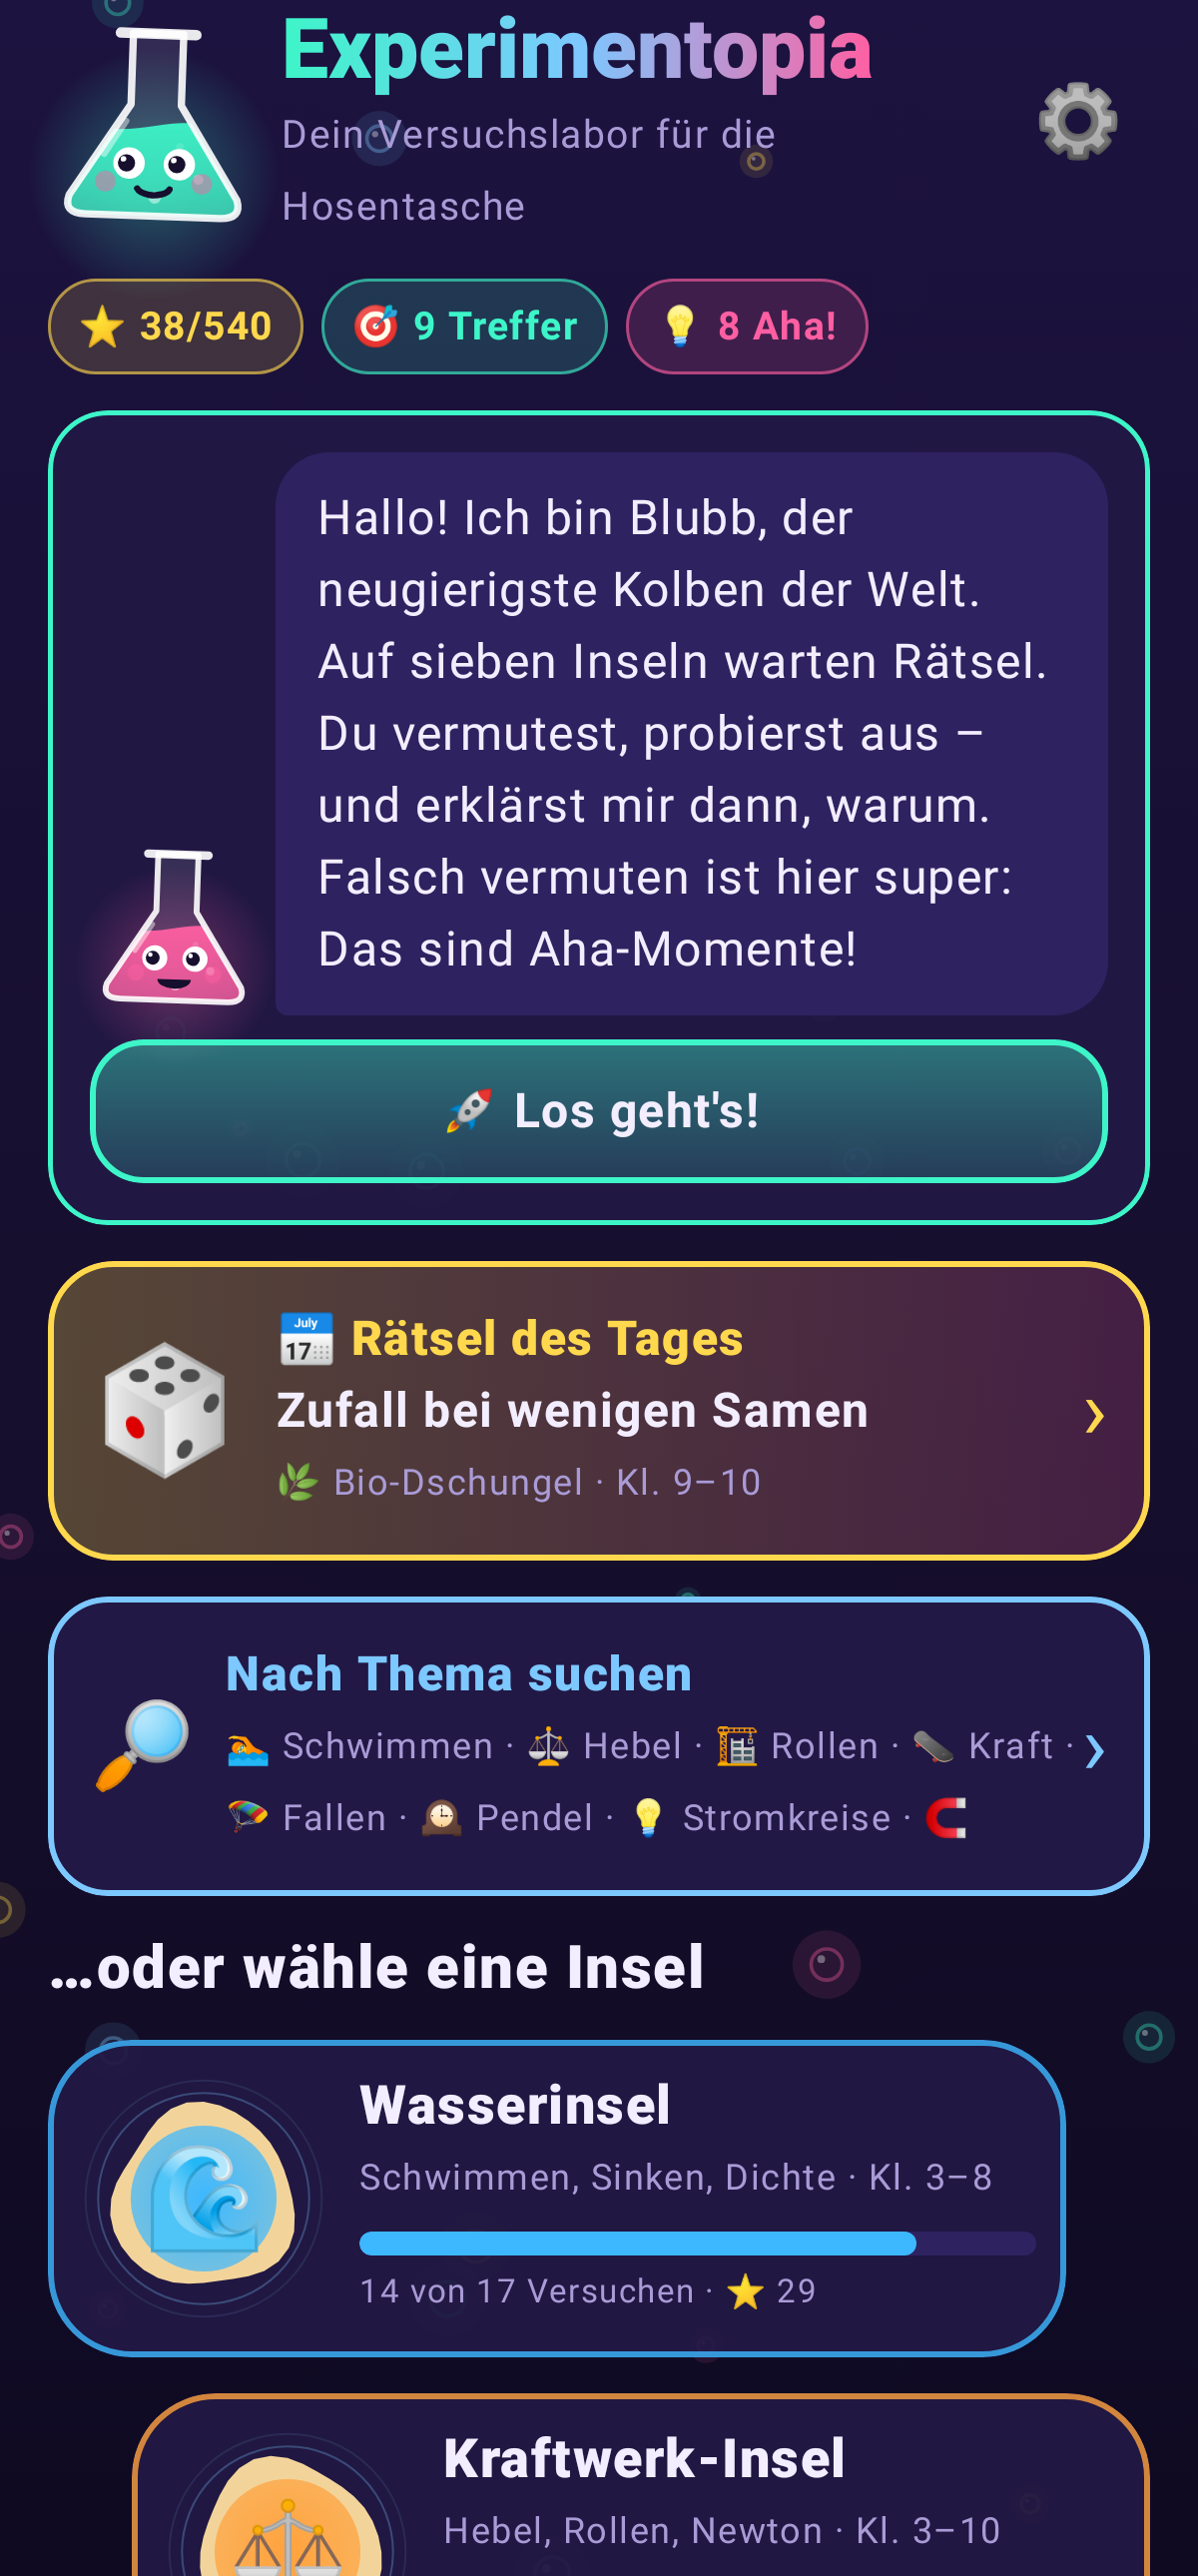 Experimentopia
Dein Versuchslabor für die
Hosentasche
38/540
9 Treffer
8 Aha!
Hallo! Ich bin Blubb, der
neugierigste Kolben der Welt.
Auf sieben Inseln warten Rätsel.
Du vermutest, probierst aus –
und erklärst mir dann, warum.
Falsch vermuten ist hier super:
Das sind Aha-Momente!
Los geht's!
July
17
Rätsel des Tages
Zufall bei wenigen Samen
Bio-Dschungel · Kl. 9–10
Nach Thema suchen
Schwimmen · Hebel · Rollen · Kraft ·
Fallen · Pendel · Stromkreise ·
…oder wähle eine Insel
Wasserinsel
Schwimmen, Sinken, Dichte · Kl. 3–8
14 von 17 Versuchen · ⭐ 29
Kraftwerk-Insel
Hebel, Rollen, Newton · Kl. 3–10